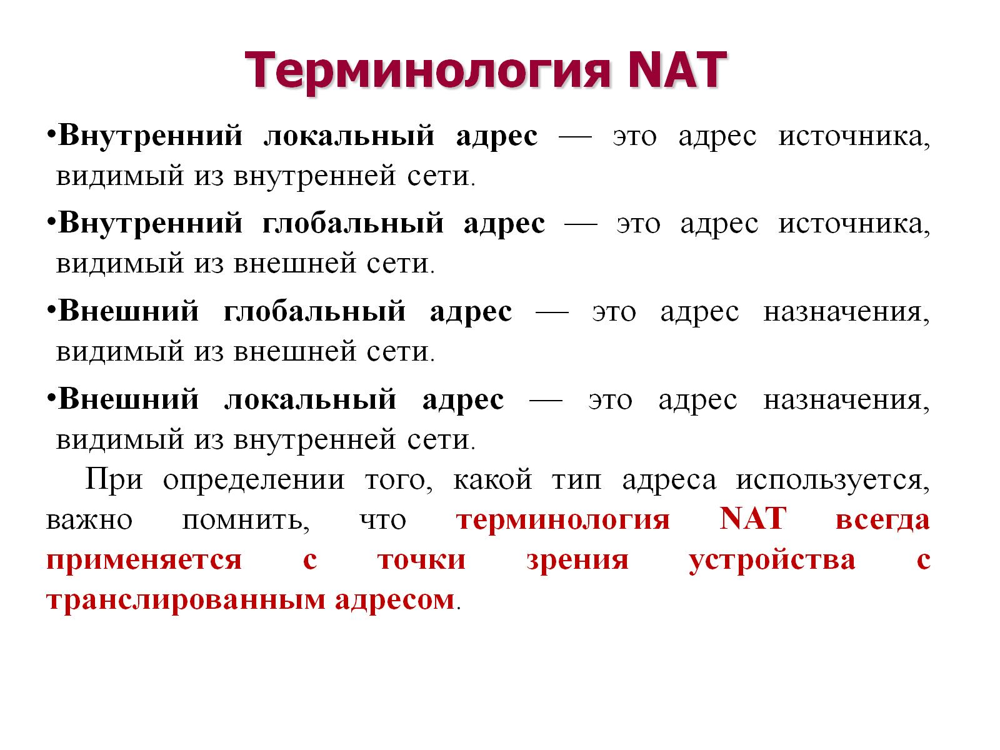 Терминология NAT
•Внутренний локальный адрес — это адрес источника,
видимый из внутренней сети.
•Внутренний глобальный адрес — это адрес источника,
видимый из внешней сети.
•Внешний глобальный адрес — это адрес назначения,
видимый из внешней сети.
•Внешний локальный адрес — это адрес назначения,
видимый из внутренней сети.
При определении того, какой тип адреса используется,
важно помнить, что терминология NAT всегда
применяется с точки зрения устройства с
транслированным адресом.